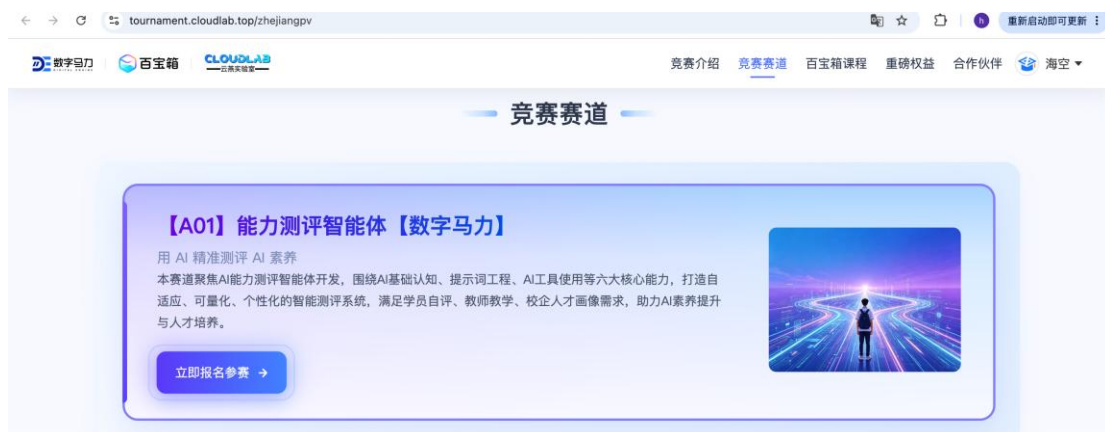 tournament.cloudlab.top/zhejiangpv
h
重新启动即可更新
数字马力
百宝箱
CLOUDLAB
竞赛介绍 竞赛赛道 百宝箱课程 重磅权益 合作伙伴 海空
竞赛赛道
【A01】能力测评智能体【数字马力】
用 AI 精准测评 AI 素养
本赛道聚焦AI能力测评智能体开发，围绕AI基础认知、提示词工程、AI工具使用等六大核心能力，打造自
适应、可量化、个性化的智能测评系统，满足学员自评、教师教学、校企人才画像需求，助力AI素养提升
与人才培养。
立即报名参赛 →